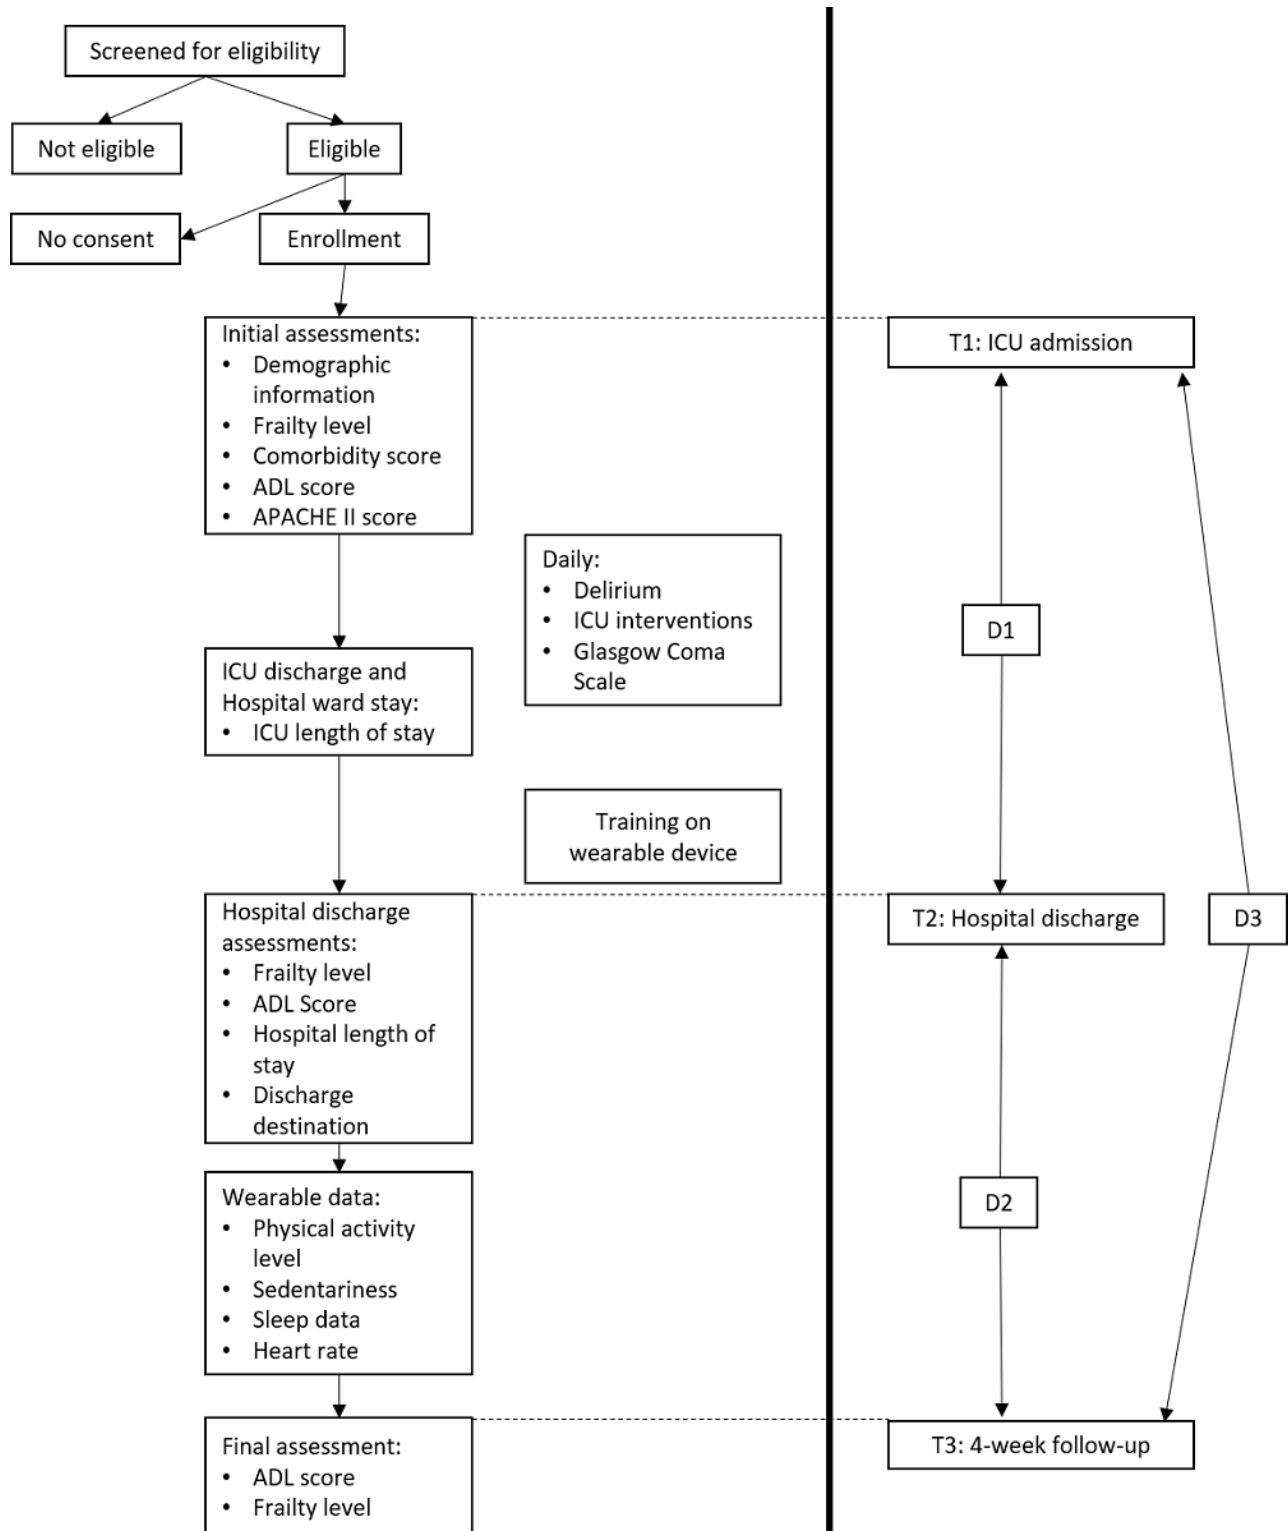 Screened for eligibility
Not eligible
Eligible
No consent
Enrollment
Initial assessments:
• Demographic
information
• Frailty level
• Comorbidity score
• ADL score
• APACHE II score
Daily:
• Delirium
• ICU interventions
• Glasgow Coma
Scale
ICU discharge and
Hospital ward stay:
• ICU length of stay
Training on
wearable device
Hospital discharge
assessments:
• Frailty level
• ADL Score
• Hospital length of
stay
• Discharge
destination
Wearable data:
• Physical activity
level
• Sedentariness
• Sleep data
• Heart rate
Final assessment:
• ADL score
• Frailty level
T1: ICU admission
D1
T2: Hospital discharge
D3
D2
T3: 4-week follow-up